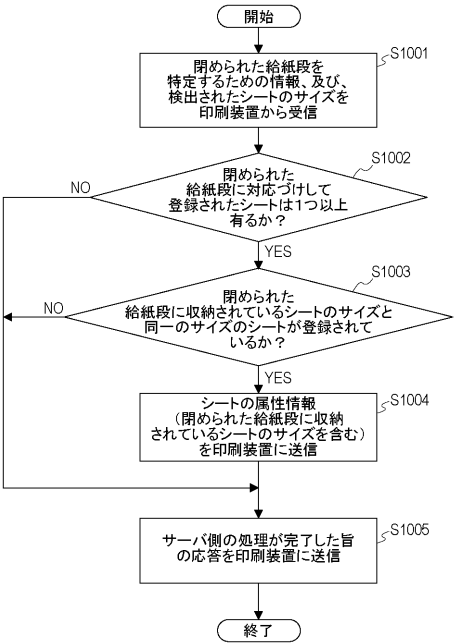 開始
S1001
閉められた給紙段を
特定するための情報、及び、
検出されたシートのサイズを
印刷装置から受信
S1002
閉められた
給紙段に対応づけして
登録されたシートは1つ以上
有るか？
NO
YES
S1003
閉められた
給紙段に収納されているシートのサイズと
同一のサイズのシートが登録されて
いるか？
NO
YES
S1004
シートの属性情報
（閉められた給紙段に収納
されているシートのサイズを含む）
を印刷装置に送信
S1005
サーバ側の処理が完了した旨
の応答を印刷装置に送信
終了